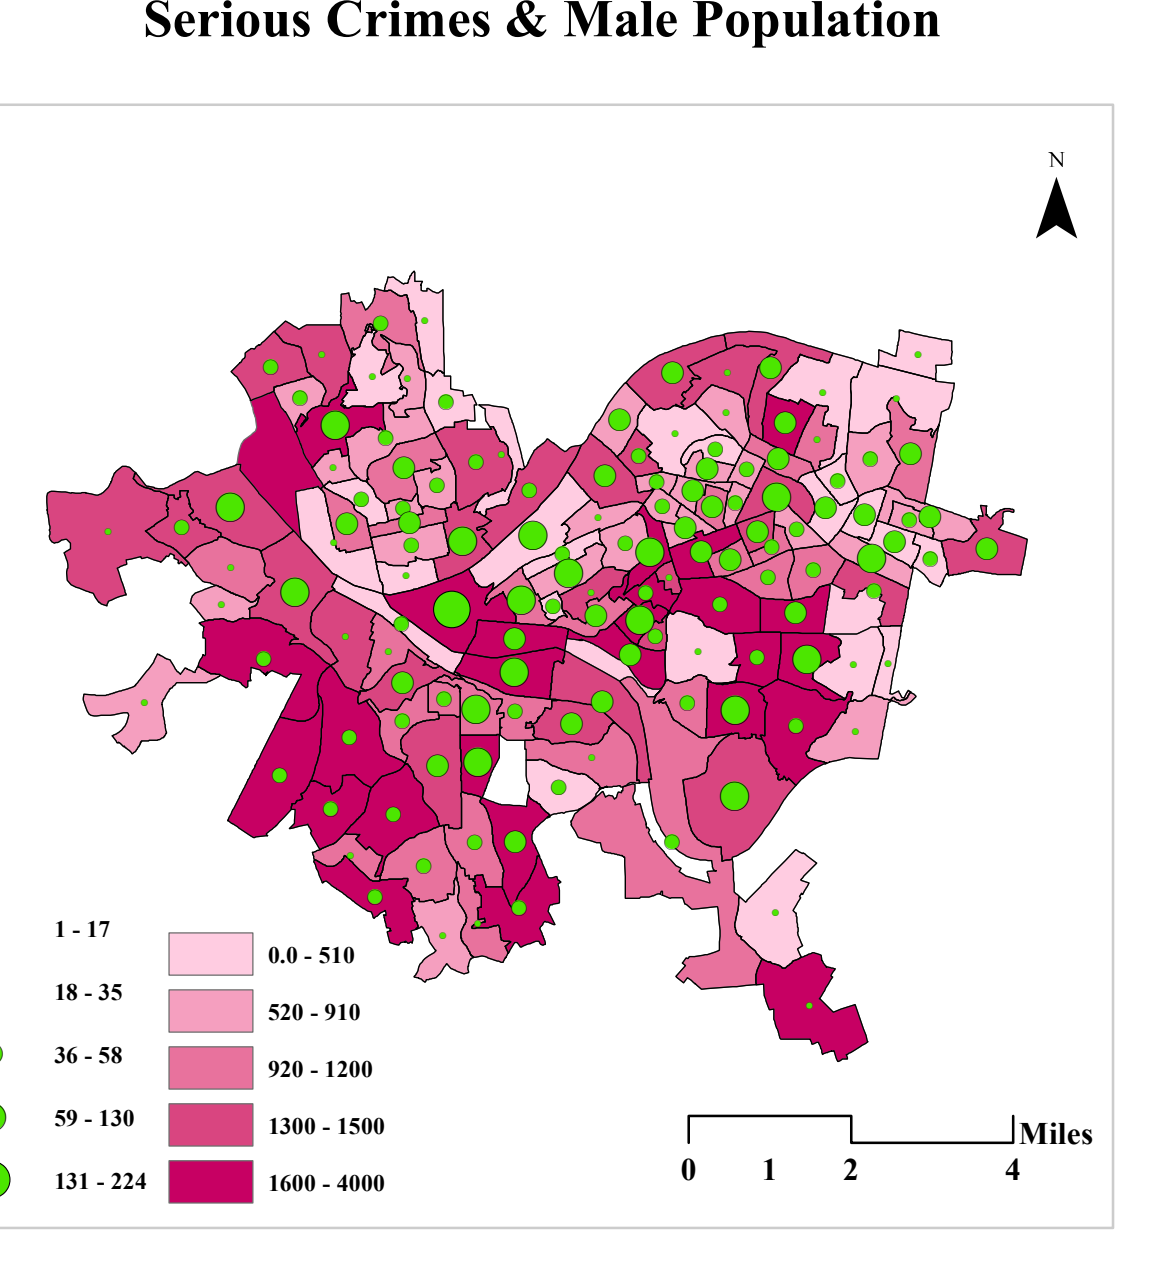 Serious Crimes & Male Population
N
1 - 17
18 - 35
36 - 58
59 - 130
131 - 224
0.0 - 510
520 - 910
920 - 1200
1300 - 1500
1600 - 4000
Miles
0 1 2 4